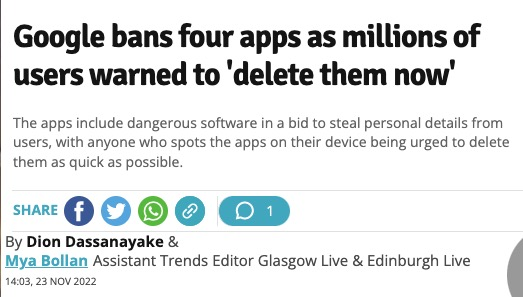 Google bans four apps as millions of
users warned to 'delete them now'
The apps include dangerous software in a bid to steal personal details from
users, with anyone who spots the apps on their device being urged to delete
them as quick as possible.
SHARE 1
By Dion Dassanayake &
Mya Bollan Assistant Trends Editor Glasgow Live & Edinburgh Live
14:03, 23 NOV 2022